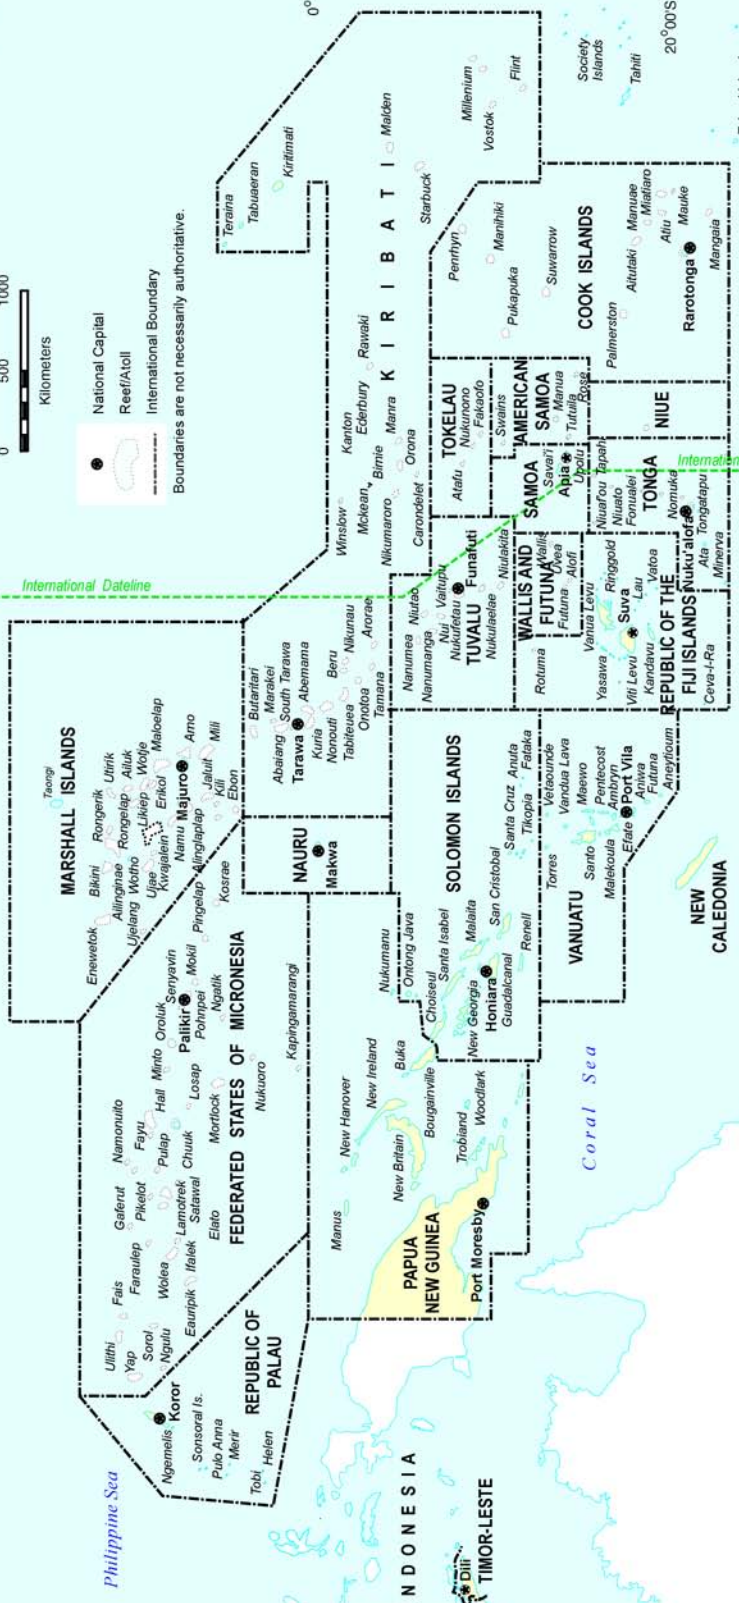 0°
20°00'S
0 500 1000
Kilometers
National Capital
Reef/Atoll
International Boundary
Boundaries are not necessarily authoritative.
International Dateline
International
Philippine Sea
Coral Sea
REPUBLIC OF
PALAU
Koror
Ngemelis
Sonsoral Is.
Pulo Anna
Merir
Tobi
Helen
FEDERATED STATES OF MICRONESIA
Palikir
Ulithi
Yap
Fais
Sorol
Ngulu
Faraulep
Gaferut
Pikelot
Wolea
Eauripik
Ifalek
Lamotrek
Satawal
Elato
Namonuito
Fayu
Pulap
Chuuk
Hall
Minto
Oroluk
Losap
Mortlock
Senyavin
Pohnpei
Mokil
Ngatik
Pingelap
Kosrae
Nukuoro
Kapingamarangi
MARSHALL ISLANDS
Taongi
Enewetok
Bikini
Rongerik
Utirik
Ailinginae
Rongelap
Ailuk
Ujelang
Wotho
Likiep
Wotje
Ujae
Kwajalein
Erikol
Maloelap
Namu
Majuro
Arno
Ailinglaplap
Jaluit
Mili
Kili
Ebon
NAURU
Makwa
Butaritari
Marakei
Abaiang
South Tarawa
Tarawa
Abemama
Kuria
Nonouti
Beru
Nikunau
Tabiteuea
Onotoa
Arorae
Tamana
KIRIBATI
Winslow
Kanton
Ederbury
Rawaki
Mckean
Birnie
Manra
Nikumaroro
Orona
Carondelet
Teraina
Tabuaeran
Kiritimati
Malden
Starbuck
Millenium
Vostok
Flint
Society
Islands
Tahiti
INDONESIA
Dili
TIMOR-LESTE
PAPUA
NEW GUINEA
Port Moresby
Manus
New Hanover
New Ireland
New Britain
Buka
Bougainville
Trobland
Woodlark
Nukumanu
SOLOMON ISLANDS
Ontong Java
Choiseul
Santa Isabel
Malaita
New Georgia
Honiara
Guadalcanal
San Cristobal
Renell
Santa Cruz
Anuta
Tikopia
Fataka
VANUATU
Torres
Vetaounde
Vandua Lava
Santo
Maewo
Pentecost
Malekoula
Ambryn
Efate
Port Vila
Aniwa
Futuna
Aneytioum
NEW
CALEDONIA
TUVALU
Nanumea
Niutao
Nanumanga
Nui
Vaitupu
Nukufetau
Funafuti
Nukulaelae
Niulakita
WALLIS AND
FUTUNA
Wallis
Uvea
Futuna
Alofi
REPUBLIC OF THE
FIJI ISLANDS
Rotuma
Vanua Levu
Yasawa
Ringgold
Viti Levu
Suva
Lau
Kandavu
Vatoa
Ceva-I-Ra
TOKELAU
Atafu
Nukunono
Fakaofo
SAMOA
Savai'i
Apia
Upolu
AMERICAN
SAMOA
Swains
Manua
Tutuila
Rose
TONGA
Niuafou
Tapahi
Niuato
Fonualei
Nomuka
Nuku'alofa
Tongatapu
Ata
Minerva
NIUE
COOK ISLANDS
Penrhyn
Manihiki
Pukapuka
Suwarrow
Palmerston
Aitutaki
Manuae
Miatiaro
Atiu
Mauke
Rarotonga
Mangaia